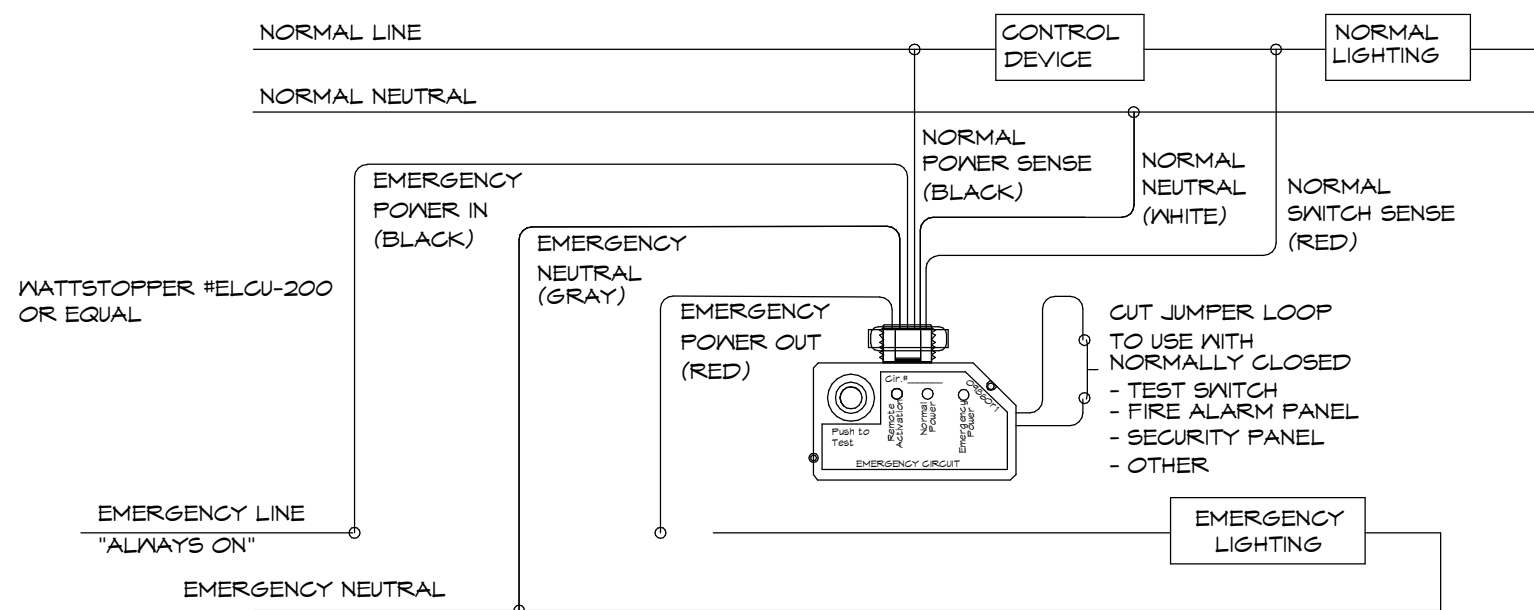 NORMAL LINE
CONTROL
DEVICE
NORMAL
LIGHTING
NORMAL NEUTRAL
NORMAL
POWER SENSE
(BLACK)
NORMAL
NEUTRAL
(WHITE)
NORMAL
SWITCH SENSE
(RED)
EMERGENCY
POWER IN
(BLACK)
EMERGENCY
NEUTRAL
(GRAY)
WATTSTOPPER #ELCU-200
OR EQUAL
EMERGENCY
POWER OUT
(RED)
CUT JUMPER LOOP
TO USE WITH
NORMALLY CLOSED
- TEST SWITCH
- FIRE ALARM PANEL
- SECURITY PANEL
- OTHER
Cir.#______
Push to
Test
Remote
Activation
Normal
Power
Emergency
Power
EMERGENCY CIRCUIT
EMERGENCY LINE
"ALWAYS ON"
EMERGENCY
LIGHTING
EMERGENCY NEUTRAL